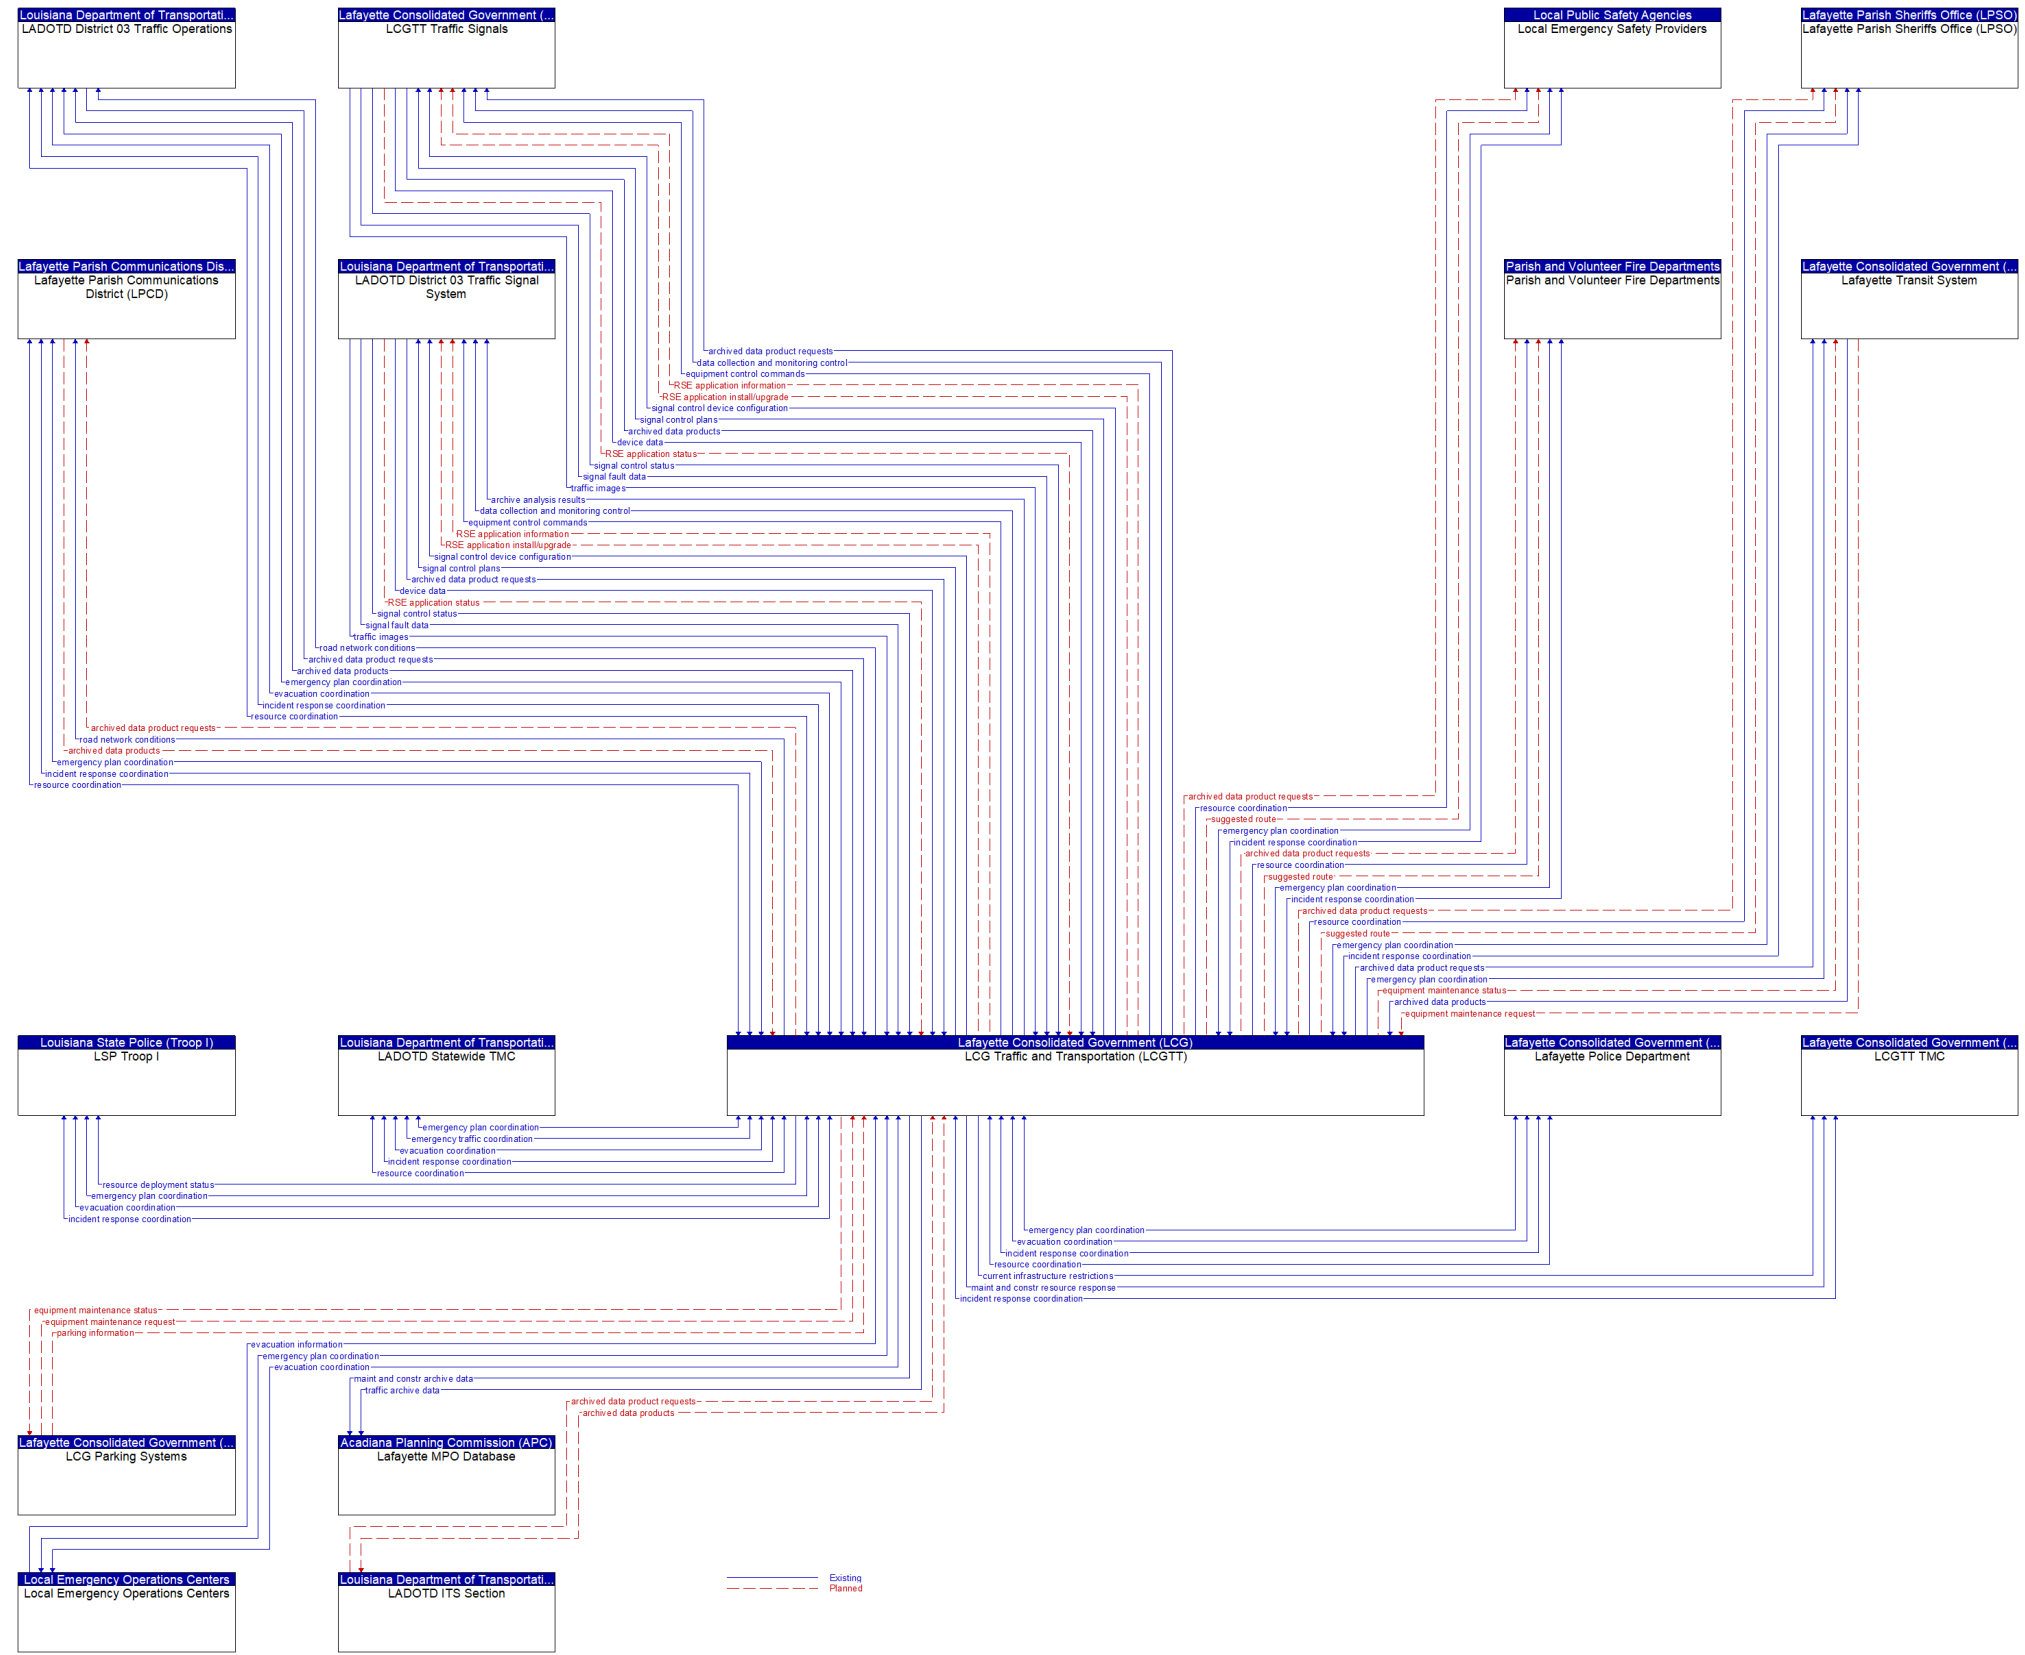 Louisiana Department of Transportati...
LADOTD District 03 Traffic Operations
Lafayette Consolidated Government (...
LCGTT Traffic Signals
Local Public Safety Agencies
Local Emergency Safety Providers
Lafayette Parish Sheriffs Office (LPSO)
Lafayette Parish Sheriffs Office (LPSO)
Lafayette Parish Communications Dis...
Lafayette Parish Communications
District (LPCD)
Louisiana Department of Transportati...
LADOTD District 03 Traffic Signal
System
Parish and Volunteer Fire Departments
Parish and Volunteer Fire Departments
Lafayette Consolidated Government (...
Lafayette Transit System
archived data product requests
data collection and monitoring control
equipment control commands
RSE application information
RSE application install/upgrade
signal control device configuration
signal control plans
archived data products
device data
RSE application status
signal control status
signal fault data
traffic images
archive analysis results
data collection and monitoring control
equipment control commands
RSE application information
RSE application install/upgrade
signal control device configuration
signal control plans
archived data product requests
device data
RSE application status
signal control status
signal fault data
traffic images
road network conditions
archived data product requests
archived data products
emergency plan coordination
evacuation coordination
incident response coordination
resource coordination
archived data product requests
road network conditions
archived data products
emergency plan coordination
incident response coordination
resource coordination
archived data product requests
resource coordination
suggested route
emergency plan coordination
incident response coordination
archived data product requests
resource coordination
suggested route
emergency plan coordination
incident response coordination
archived data product requests
resource coordination
suggested route
emergency plan coordination
incident response coordination
archived data product requests
emergency plan coordination
equipment maintenance status
archived data products
equipment maintenance request
Louisiana State Police (Troop I)
LSP Troop I
Louisiana Department of Transportati...
LADOTD Statewide TMC
Lafayette Consolidated Government (LCG)
LCG Traffic and Transportation (LCGTT)
Lafayette Consolidated Government (...
Lafayette Police Department
Lafayette Consolidated Government (...
LCGTT TMC
emergency plan coordination
emergency traffic coordination
evacuation coordination
incident response coordination
resource coordination
resource deployment status
emergency plan coordination
evacuation coordination
incident response coordination
emergency plan coordination
evacuation coordination
incident response coordination
resource coordination
current infrastructure restrictions
maint and constr resource response
incident response coordination
equipment maintenance status
equipment maintenance request
parking information
evacuation information
emergency plan coordination
evacuation coordination
maint and constr archive data
traffic archive data
archived data product requests
archived data products
Lafayette Consolidated Government (...
LCG Parking Systems
Acadiana Planning Commission (APC)
Lafayette MPO Database
Local Emergency Operations Centers
Local Emergency Operations Centers
Louisiana Department of Transportati...
LADOTD ITS Section
Existing
Planned